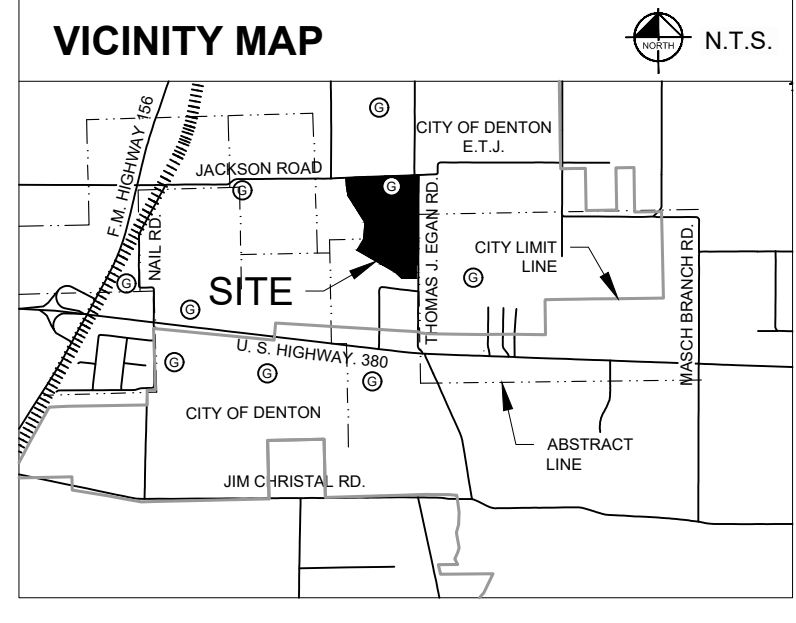 VICINITY MAP
NORTH
N.T.S.
F.M. HIGHWAY 156
G
CITY OF DENTON
E.T.J.
JACKSON ROAD
G
G
THOMAS J. EGAN RD.
NAIL RD.
CITY LIMIT
LINE
MASCH BRANCH RD.
G
G
SITE
G
G
U. S. HIGHWAY. 380
G
G
CITY OF DENTON
ABSTRACT
LINE
JIM CHRISTAL RD.